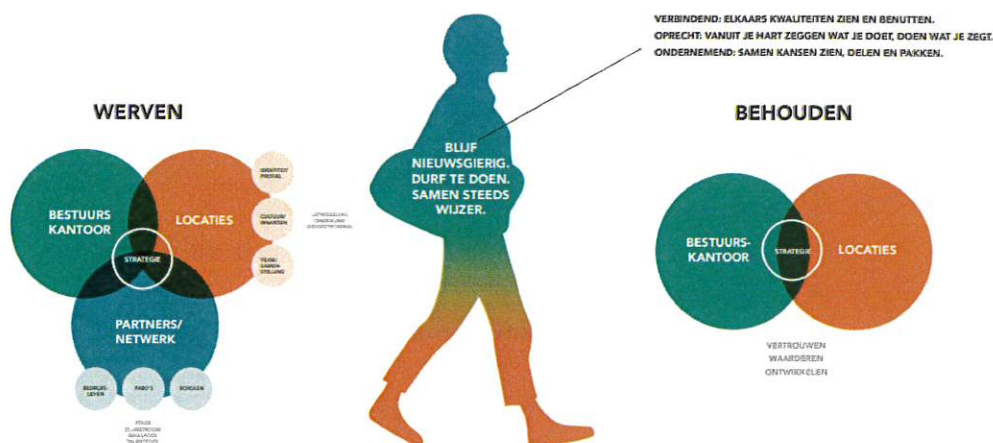 VERBINDEND: ELKAARS KWALITEITEN ZIEN EN BENUTTEN.
OPRECHT: VANUIT JE HART ZEGGEN WAT JE DOET, DOEN WAT JE ZEGT.
ONDERNEMEND: SAMEN KANSEN ZIEN, DELEN EN PAKKEN.
WERVEN
BESTUURS
KANTOOR
LOCATIES
STRATEGIE
PARTNERS/
NETWERK
IDENTITEIT
PROFIEL
CULTUUR/
WAARDEN
TEAM/
SAMEN-
STELLING
BEDRIJFS-
LEVEN
PABO'S
SCHOLEN
STAGE
BLIJF
NIEUWSGIERIG.
DURF TE DOEN.
SAMEN STEEDS
WIJZER.
BEHOUDEN
BESTUURS-
KANTOOR
STRATEGIE
LOCATIES
VERTROUWEN
WAARDEREN
ONTWIKKELEN